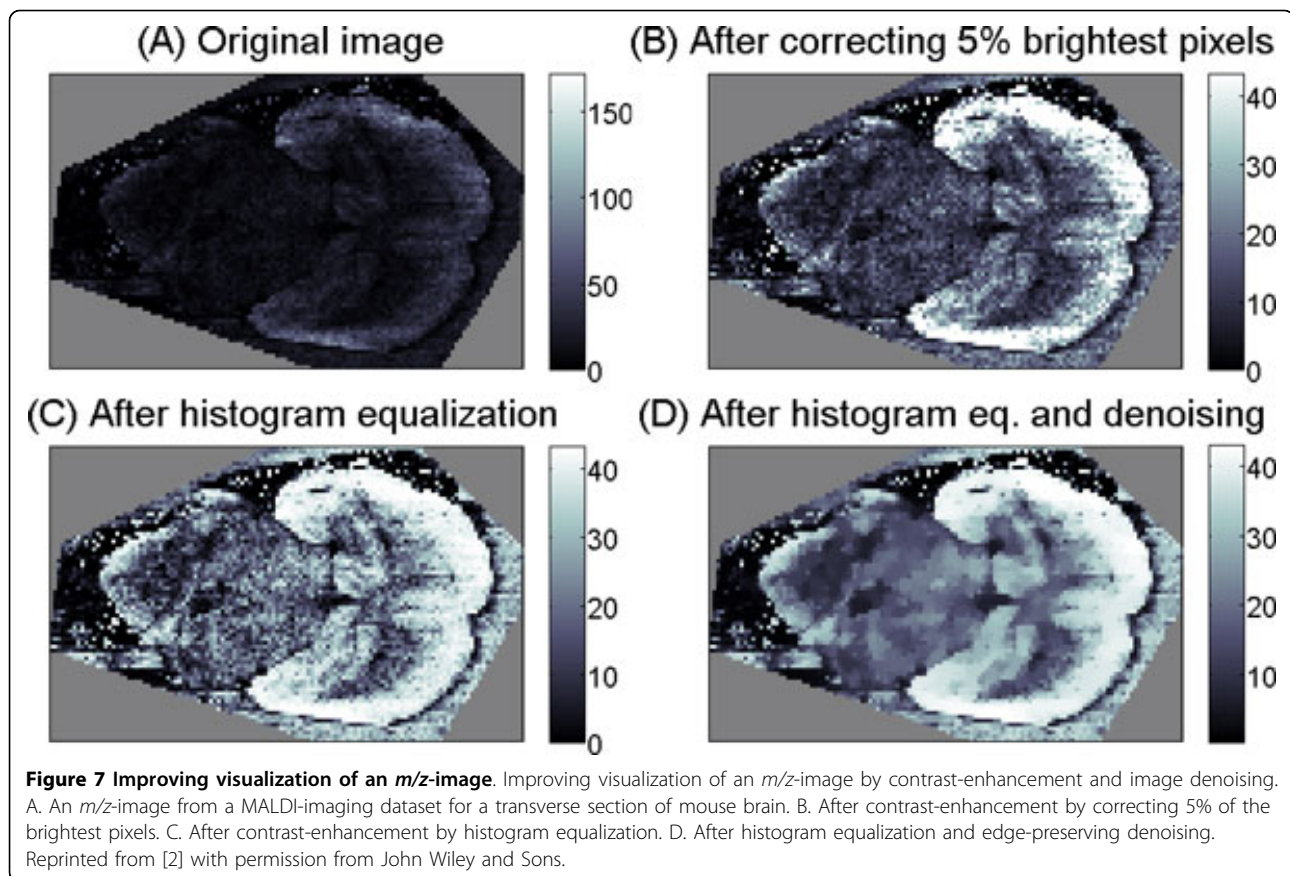 (A) Original image
(B) After correcting 5% brightest pixels
150
100
50
0
40
30
20
10
0
(C) After histogram equalization
(D) After histogram eq. and denoising
40
30
20
10
0
40
30
20
10
Figure 7 Improving visualization of an m/z-image. Improving visualization of an m/z-image by contrast-enhancement and image denoising.
A. An m/z-image from a MALDI-imaging dataset for a transverse section of mouse brain. B. After contrast-enhancement by correcting 5% of the
brightest pixels. C. After contrast-enhancement by histogram equalization. D. After histogram equalization and edge-preserving denoising.
Reprinted from [2] with permission from John Wiley and Sons.